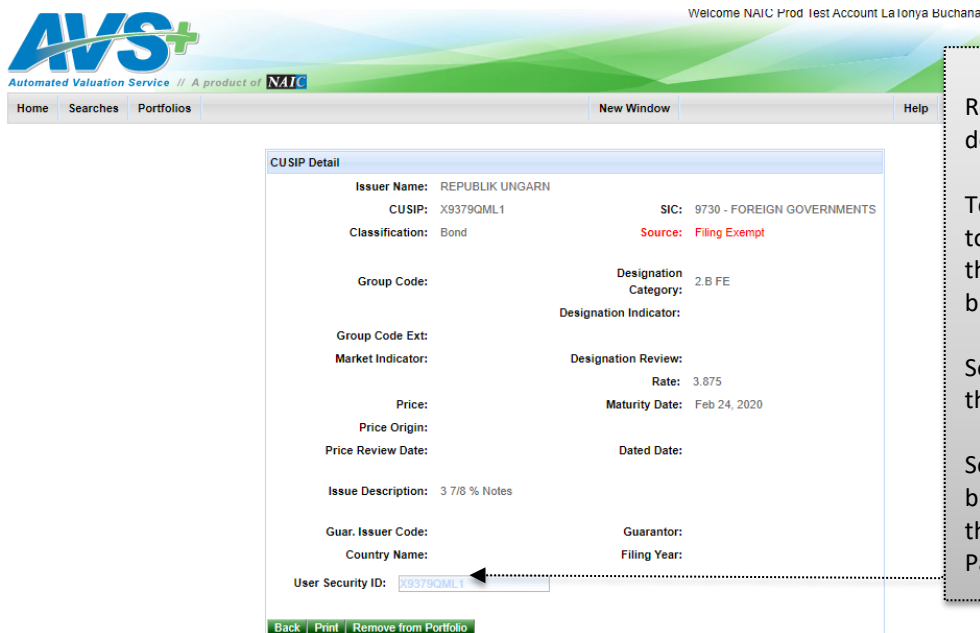 Welcome NAIC Prod Test Account LaTonya Buchana
AVS+
Automated Valuation Service // A product of NAIC
Home Searches Portfolios New Window Help
CUSIP Detail
Issuer Name: REPUBLIK UNGARN
CUSIP: X9379QML1 SIC: 9730 - FOREIGN GOVERNMENTS
Classification: Bond Source: Filing Exempt
Group Code: Designation Category: 2.B FE
Designation Indicator:
Group Code Ext:
Market Indicator: Designation Review:
Rate: 3.875
Price: Maturity Date: Feb 24, 2020
Price Origin:
Price Review Date: Dated Date:
Issue Description: 3 7/8 % Notes
Guar. Issuer Code: Guarantor:
Country Name: Filing Year:
User Security ID: X9379QML1
Back Print Remove from Portfolio